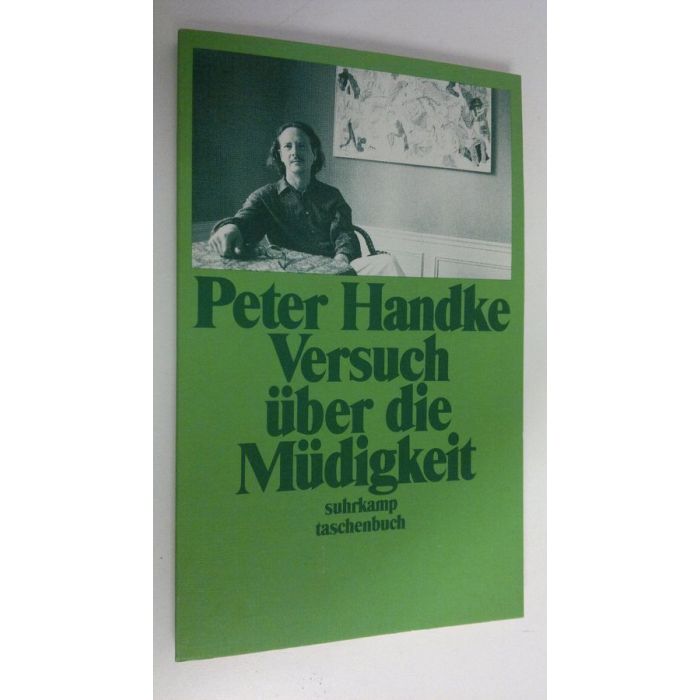 Peter Handke
Versuch
über die
Müdigkeit
suhrkamp
taschenbuch